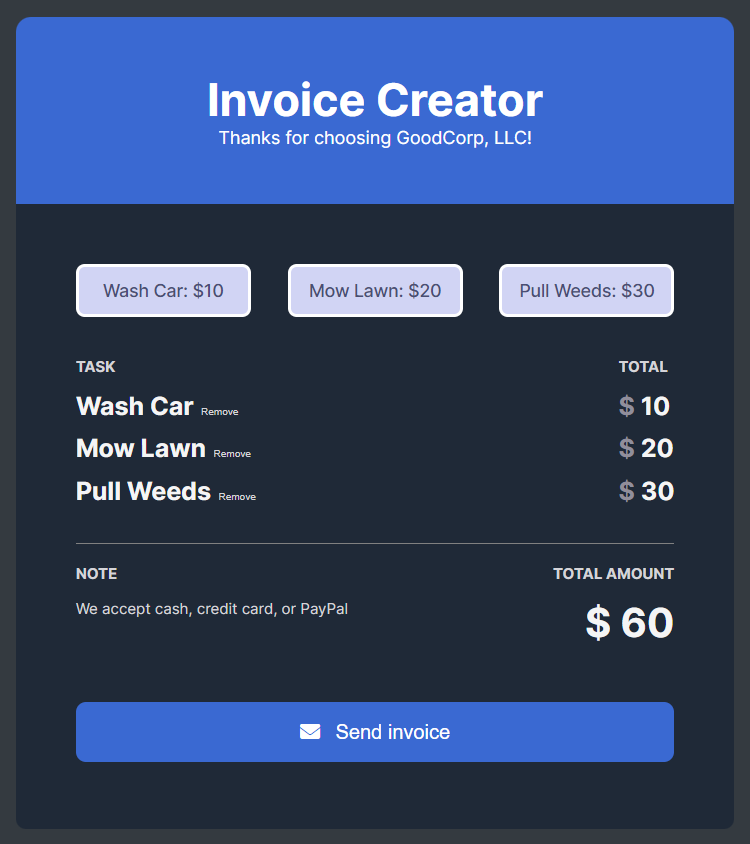 Invoice Creator
Thanks for choosing GoodCorp, LLC!
Wash Car: $10 Mow Lawn: $20 Pull Weeds: $30
TASK TOTAL
Wash Car Remove $ 10
Mow Lawn Remove $ 20
Pull Weeds Remove $ 30
NOTE TOTAL AMOUNT
We accept cash, credit card, or PayPal $ 60
Send invoice